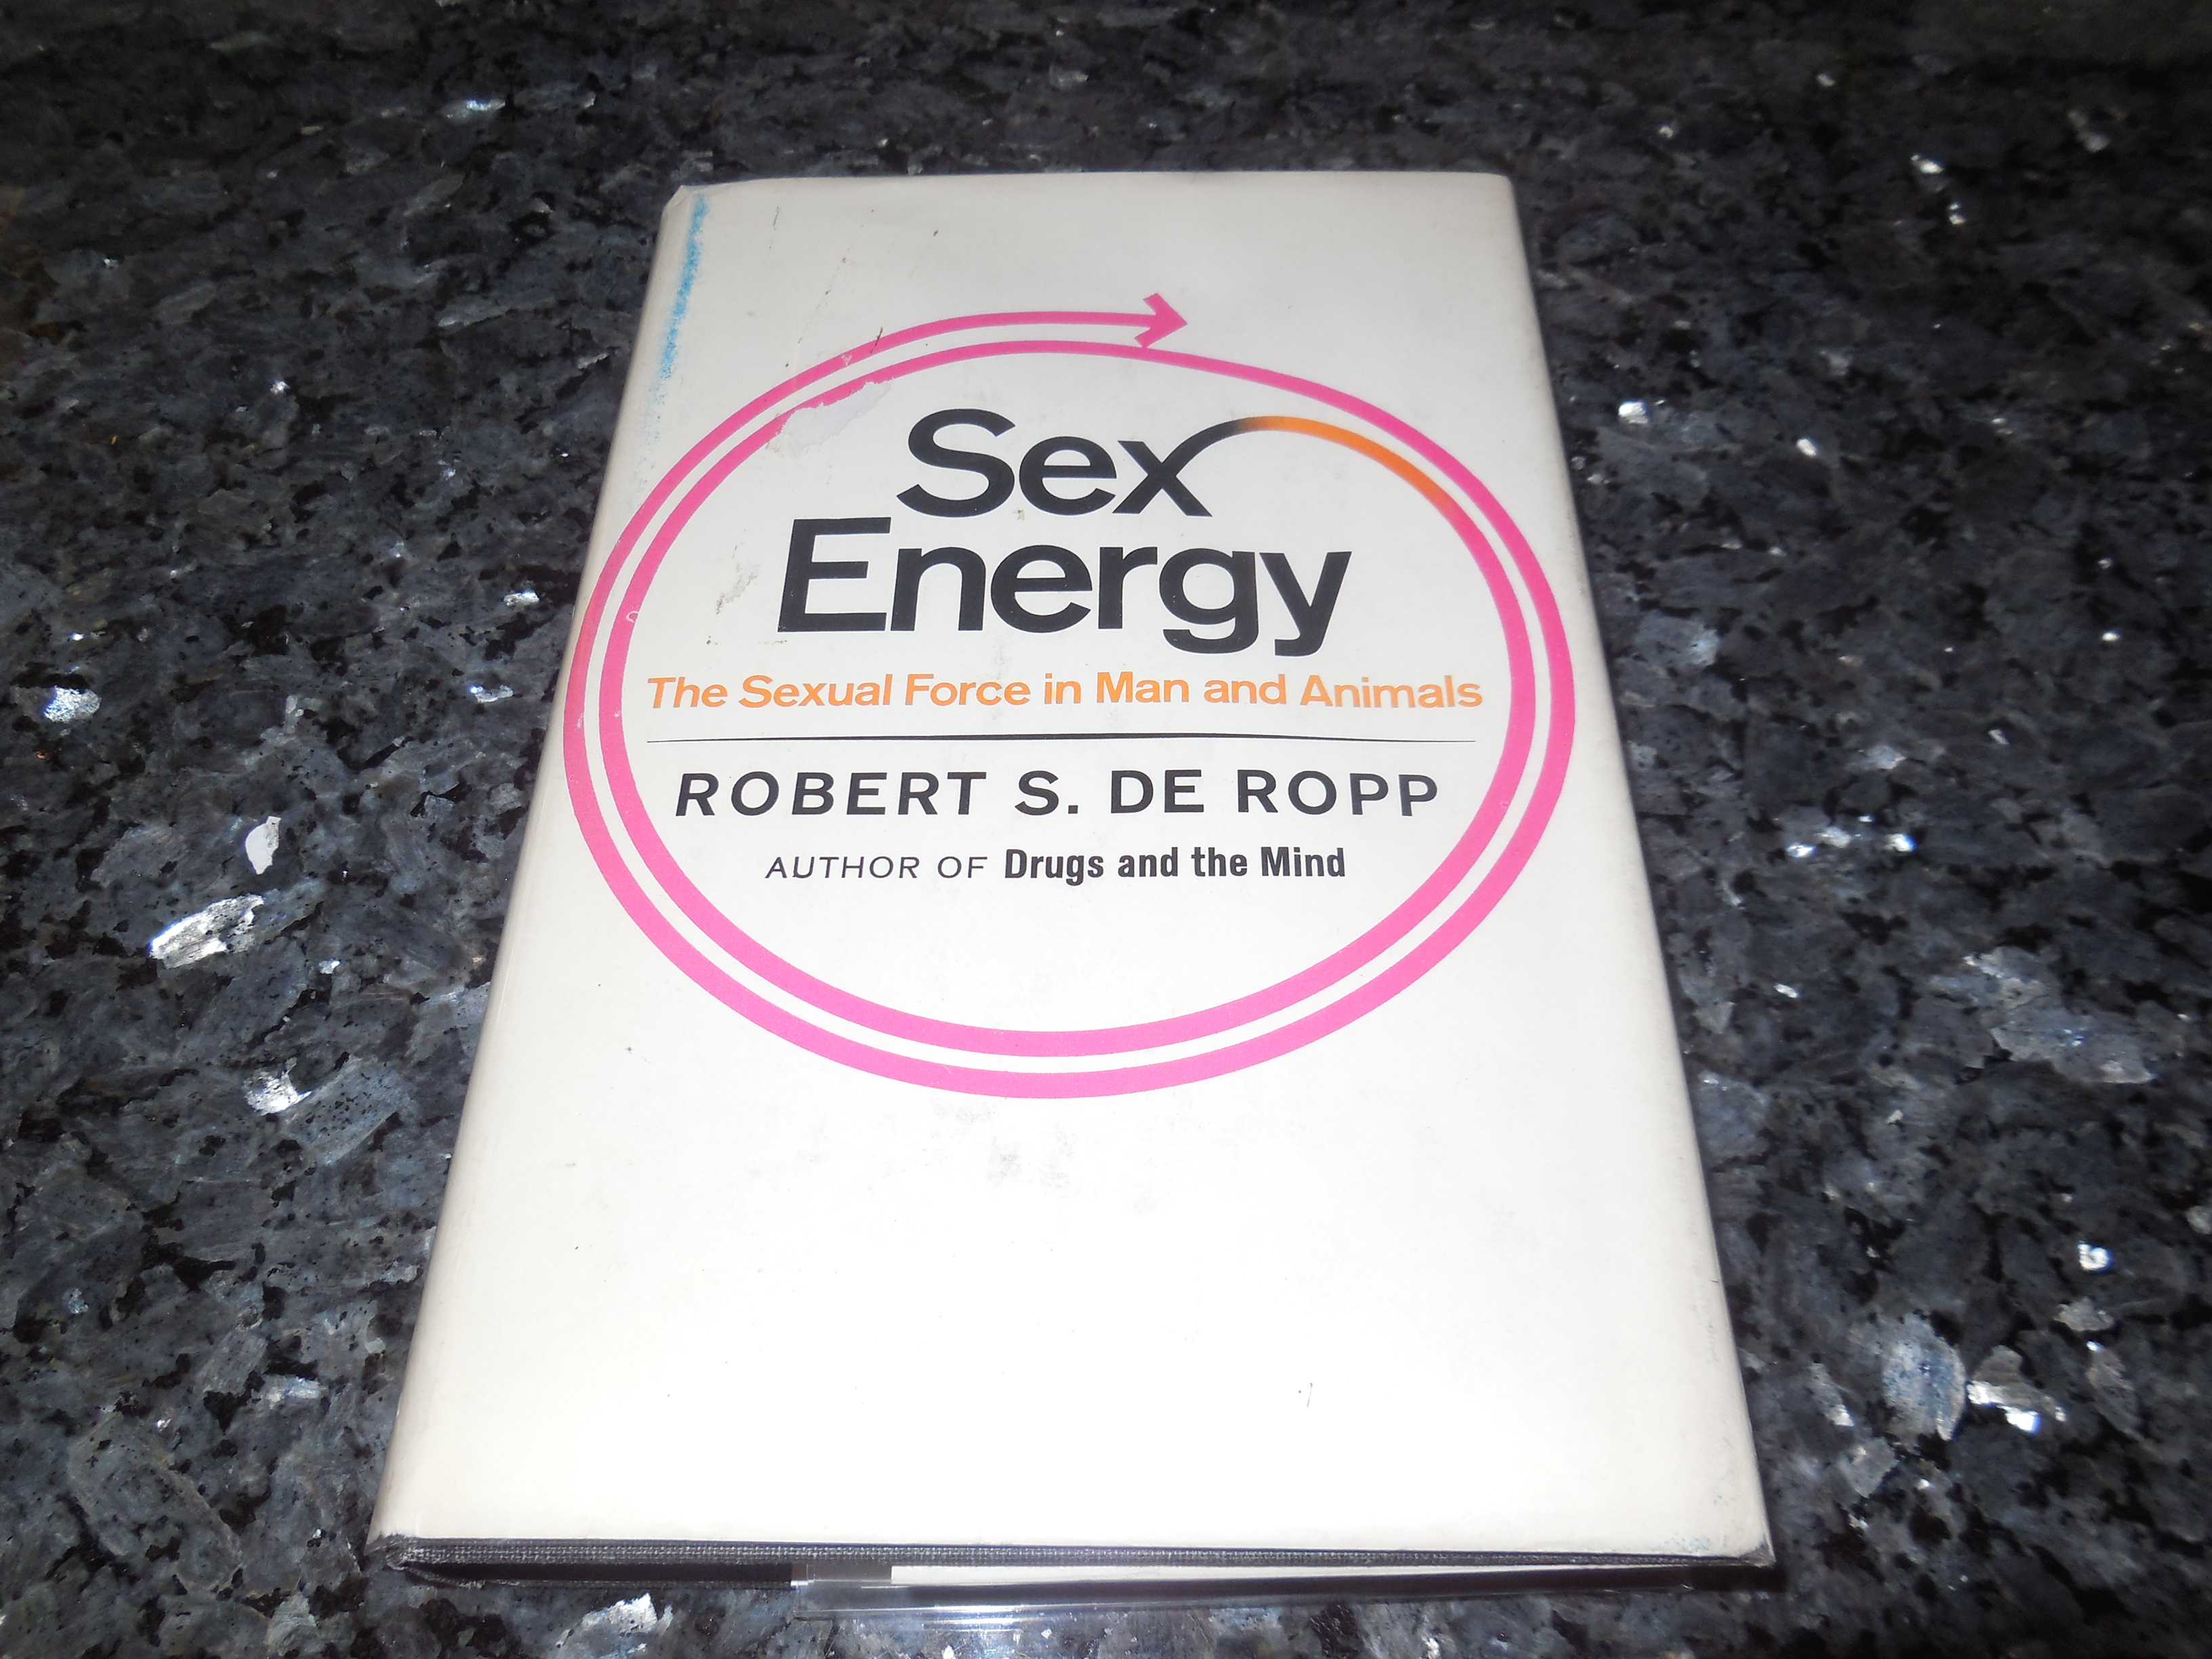 Sex
Energy
The Sexual Force in Man and Animals
ROBERT S. DE ROPP
AUTHOR OF Drugs and the Mind